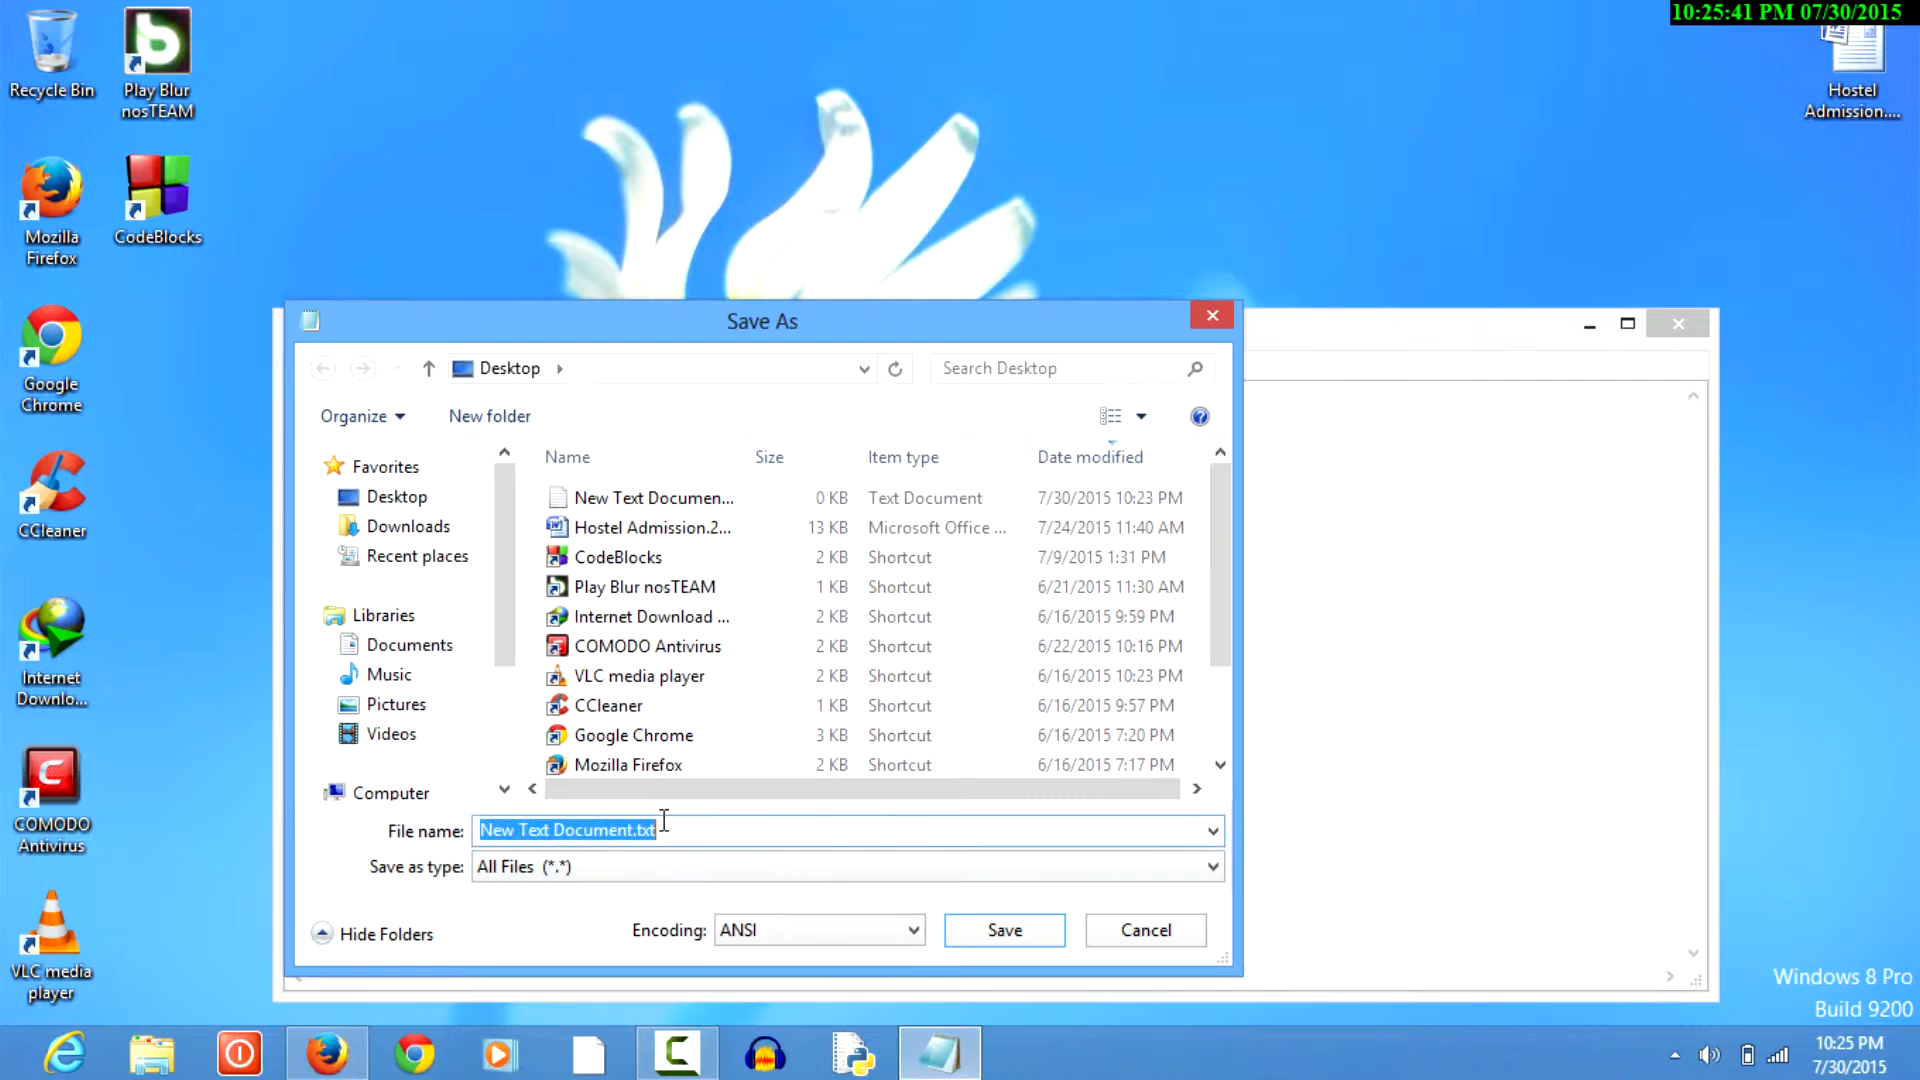 10:25:41 PM 07/30/2015
Recycle Bin
Play Blur
nosTEAM
Hostel
Admission....
Mozilla
Firefox
CodeBlocks
Google
Chrome
CCleaner
Internet
Downlo...
COMODO
Antivirus
VLC media
player
Save As
Desktop
Search Desktop
Organize
New folder
Favorites
Desktop
Downloads
Recent places
Libraries
Documents
Music
Pictures
Videos
Computer
Name Size Item type Date modified
New Text Documen... 0 KB Text Document 7/30/2015 10:23 PM
Hostel Admission.2... 13 KB Microsoft Office ... 7/24/2015 11:40 AM
CodeBlocks 2 KB Shortcut 7/9/2015 1:31 PM
Play Blur nosTEAM 1 KB Shortcut 6/21/2015 11:30 AM
Internet Download ... 2 KB Shortcut 6/16/2015 9:59 PM
COMODO Antivirus 2 KB Shortcut 6/22/2015 10:16 PM
VLC media player 2 KB Shortcut 6/16/2015 10:23 PM
CCleaner 1 KB Shortcut 6/16/2015 9:57 PM
Google Chrome 3 KB Shortcut 6/16/2015 7:20 PM
Mozilla Firefox 2 KB Shortcut 6/16/2015 7:17 PM
File name: New Text Document.txt
Save as type: All Files (*.*)
Hide Folders
Encoding: ANSI
Save
Cancel
Windows 8 Pro
Build 9200
10:25 PM
7/30/2015